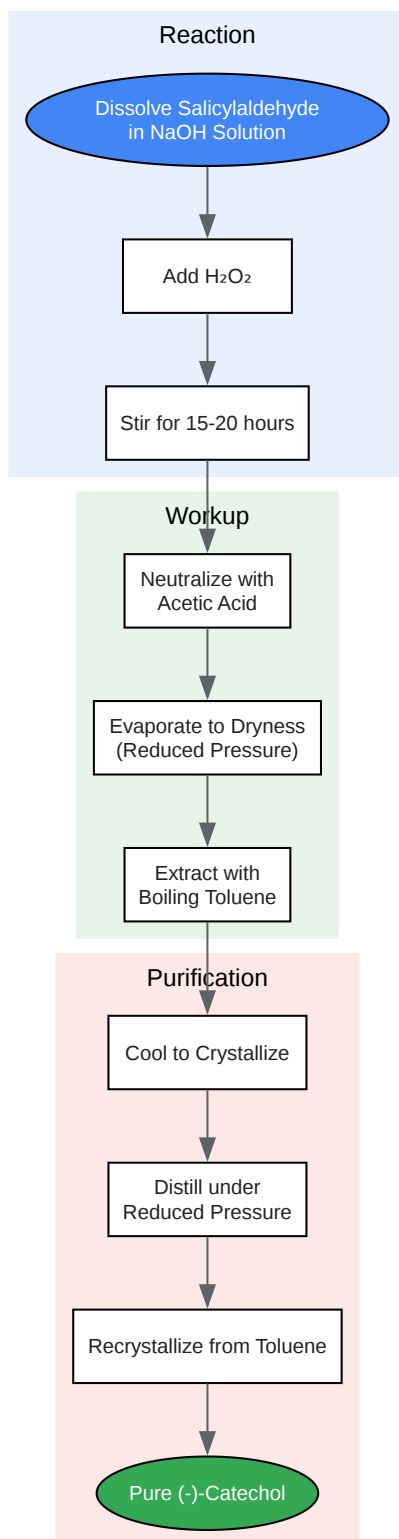 Reaction
Dissolve Salicylaldehyde
in NaOH Solution
Add H₂O₂
Stir for 15-20 hours
Workup
Neutralize with
Acetic Acid
Evaporate to Dryness
(Reduced Pressure)
Extract with
Boiling Toluene
Purification
Cool to Crystallize
Distill under
Reduced Pressure
Recrystallize from Toluene
Pure (-)-Catechol